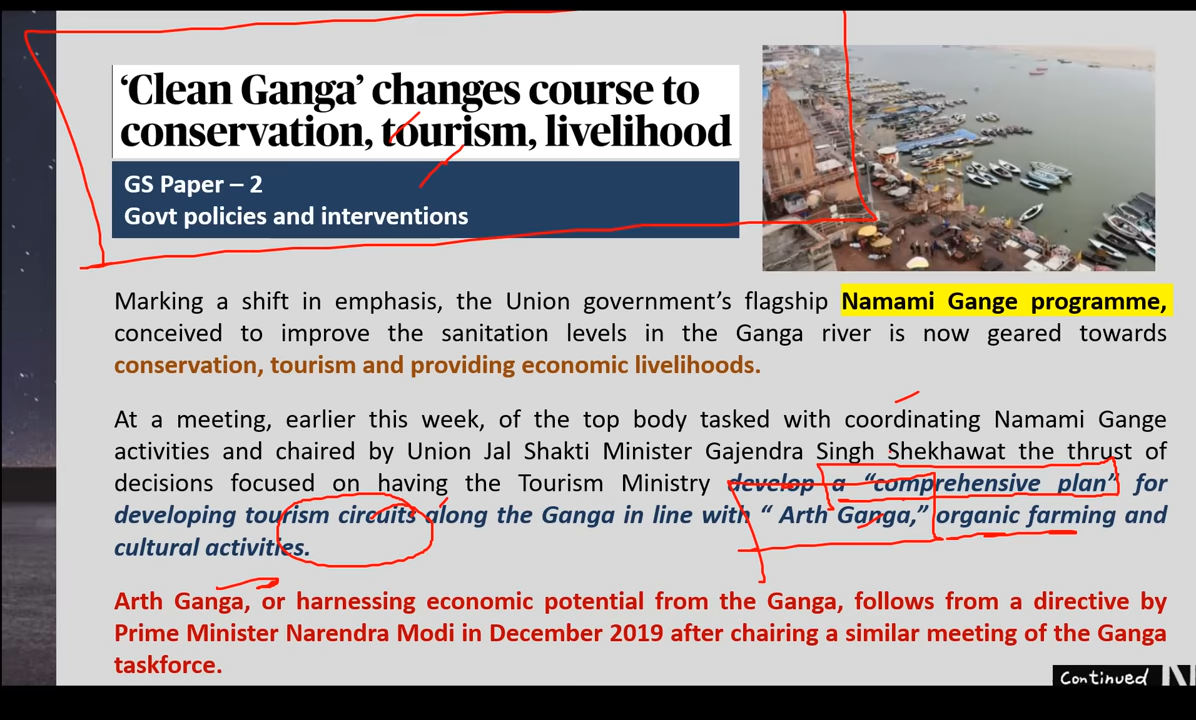 ‘Clean Ganga’ changes course to
conservation, tourism, livelihood
GS Paper – 2
Govt policies and interventions
Marking a shift in emphasis, the Union government’s flagship Namami Gange programme,
conceived to improve the sanitation levels in the Ganga river is now geared towards
conservation, tourism and providing economic livelihoods.
At a meeting, earlier this week, of the top body tasked with coordinating Namami Gange
activities and chaired by Union Jal Shakti Minister Gajendra Singh Shekhawat the thrust of
decisions focused on having the Tourism Ministry develop a “comprehensive plan” for
developing tourism circuits along the Ganga in line with “ Arth Ganga,” organic farming and
cultural activities.
Arth Ganga, or harnessing economic potential from the Ganga, follows from a directive by
Prime Minister Narendra Modi in December 2019 after chairing a similar meeting of the Ganga
taskforce.
Continued